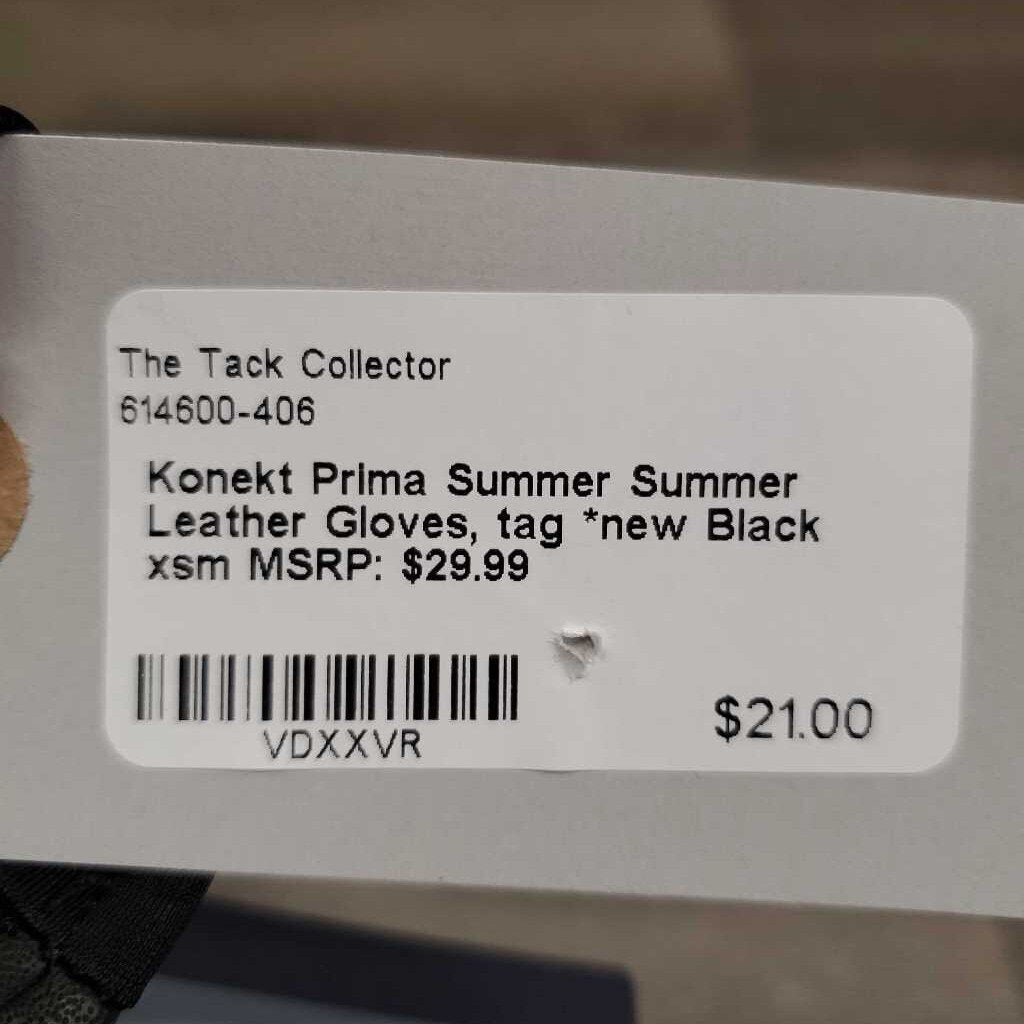 The Tack Collector
614600-406
Konekt Prima Summer Summer
Leather Gloves, tag *new Black
xsm MSRP: $29.99
VDXXVR
$21.00